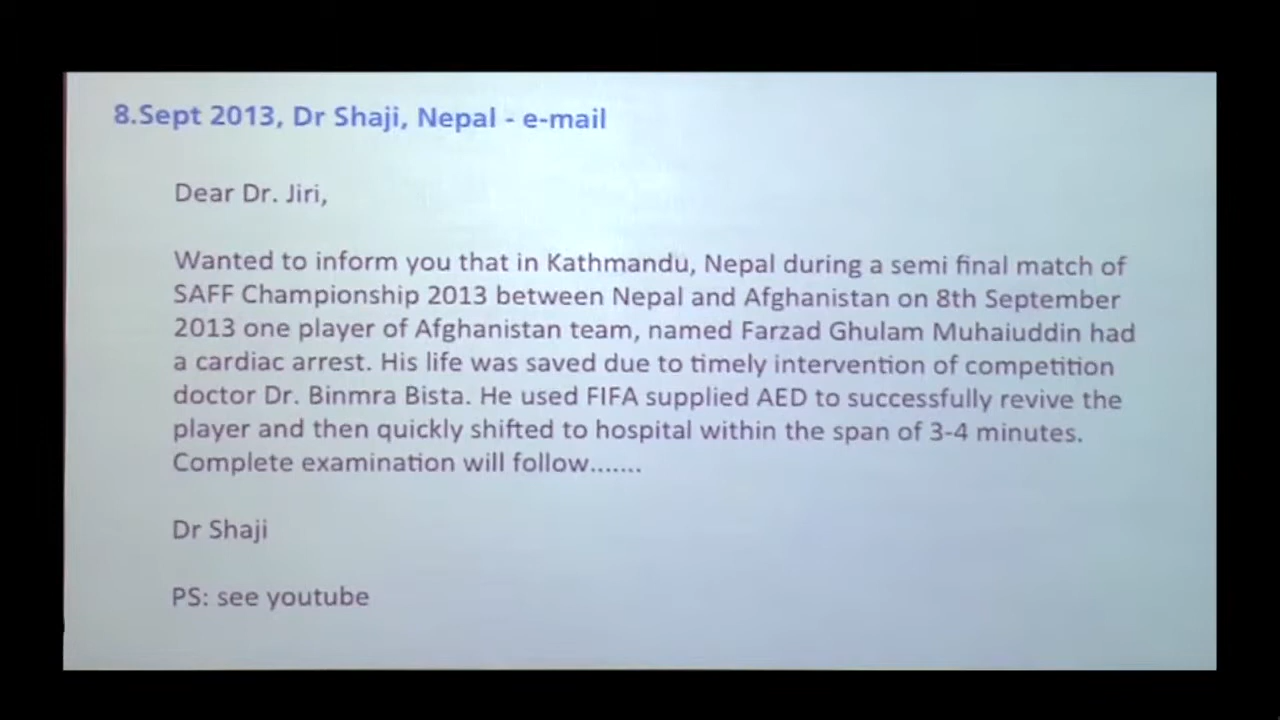 8.Sept 2013, Dr Shaji, Nepal - e-mail
Dear Dr. Jiri,
Wanted to inform you that in Kathmandu, Nepal during a semi final match of
SAFF Championship 2013 between Nepal and Afghanistan on 8th September
2013 one player of Afghanistan team, named Farzad Ghulam Muhaiuddin had
a cardiac arrest. His life was saved due to timely intervention of competition
doctor Dr. Binmra Bista. He used FIFA supplied AED to successfully revive the
player and then quickly shifted to hospital within the span of 3-4 minutes.
Complete examination will follow.......
Dr Shaji
PS: see youtube